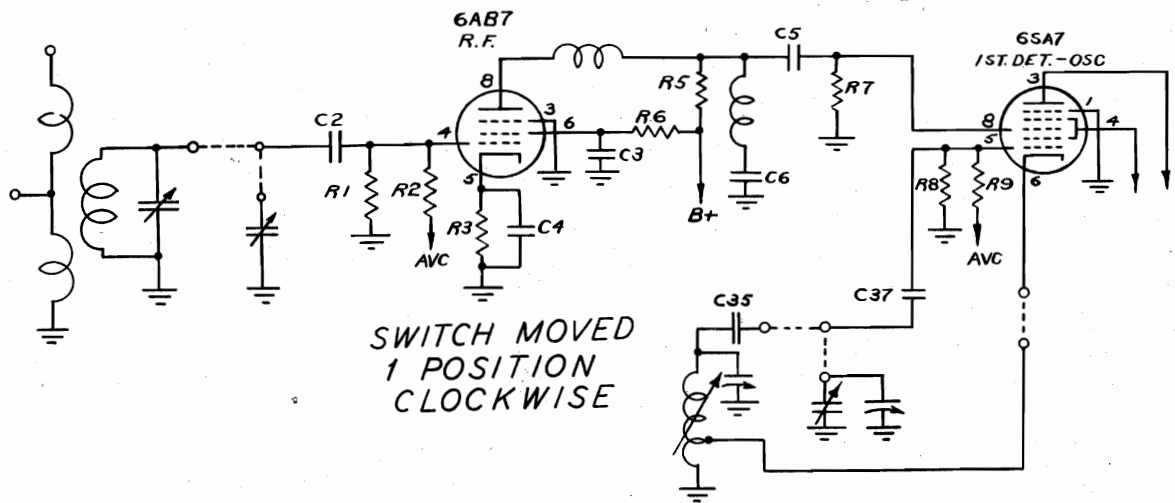 6AB7
R.F.
8
3
6
4
5
C2
R1
R2
AVC
R3
C4
C3
R6
R5
B+
C6
C5
R7
6SA7
1ST. DET.-OSC
3
1
4
8
5
6
R8
R9
AVC
C37
C35
SWITCH MOVED
1 POSITION
CLOCKWISE